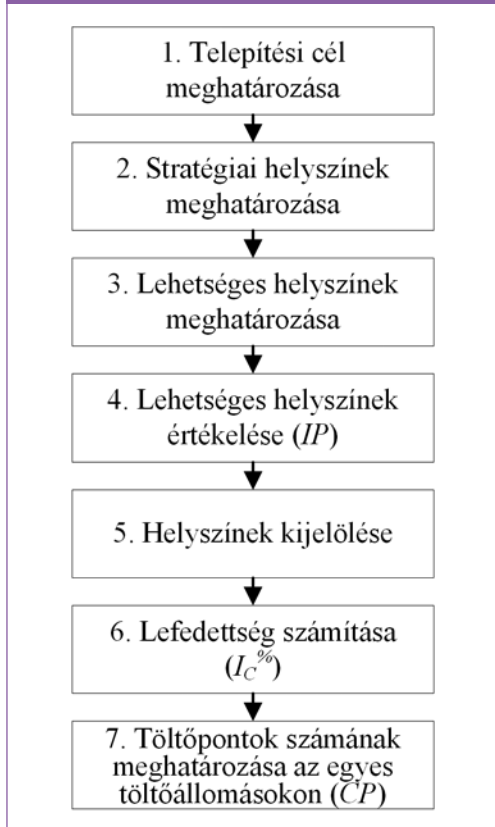 1. Telepítési cél
meghatározása
2. Stratégiai helyszínek
meghatározása
3. Lehetséges helyszínek
meghatározása
4. Lehetséges helyszínek
értékelése (IP)
5. Helyszínek kijelölése
6. Lefedettség számítása
(I_C^%)
7. Töltőpontok számának
meghatározása az egyes
töltőállomásokon (CP)